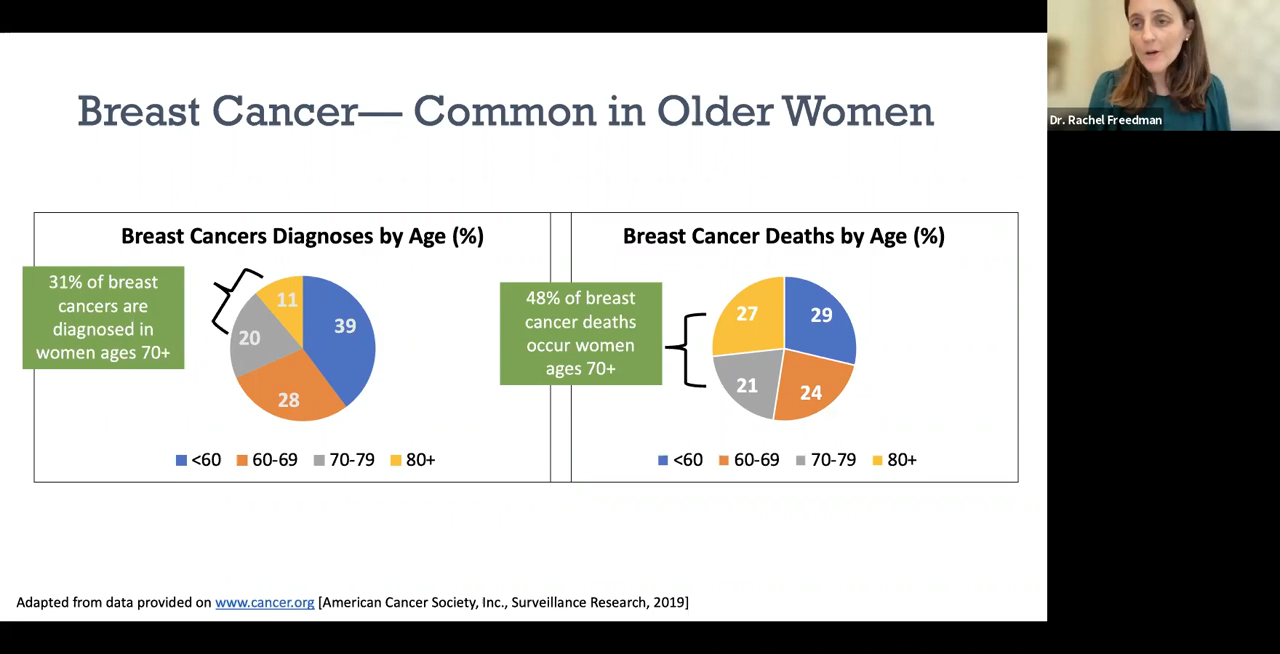 Breast Cancer— Common in Older Women
Dr. Rachel Freedman
Breast Cancers Diagnoses by Age (%)
31% of breast
cancers are
diagnosed in
women ages 70+
11
39
20
28
<60 60-69 70-79 80+
Breast Cancer Deaths by Age (%)
48% of breast
cancer deaths
occur women
ages 70+
27
29
21
24
<60 60-69 70-79 80+
Adapted from data provided on www.cancer.org [American Cancer Society, Inc., Surveillance Research, 2019]